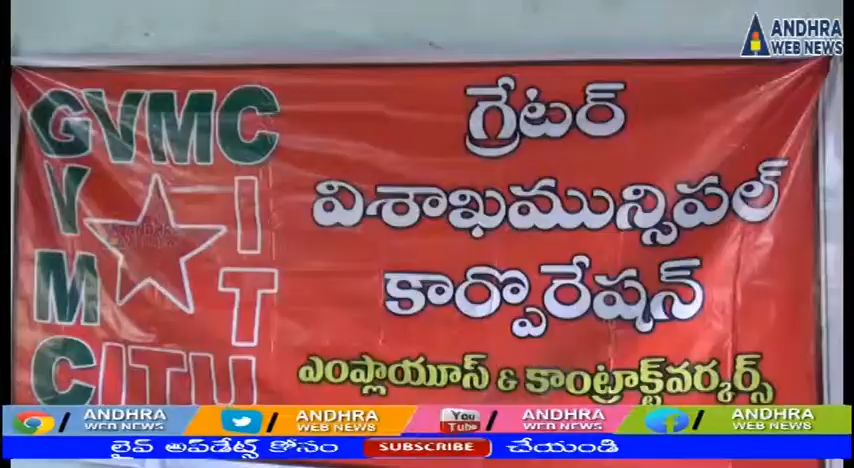 ANDHRA
WEB NEWS
GVMC
V
M
C
I
T
CITU
గ్రేటర్
విశాఖమున్సిపల్
కార్పొరేషన్
ఎంప్లాయూస్ & కాంట్రాక్ట్ వర్కర్స్
/ ANDHRA WEB NEWS / ANDHRA WEB NEWS You Tube / ANDHRA WEB NEWS f / ANDHRA WEB NEWS
లైవ్ అప్‌డేట్స్ కోసం SUBSCRIBE చేయండి